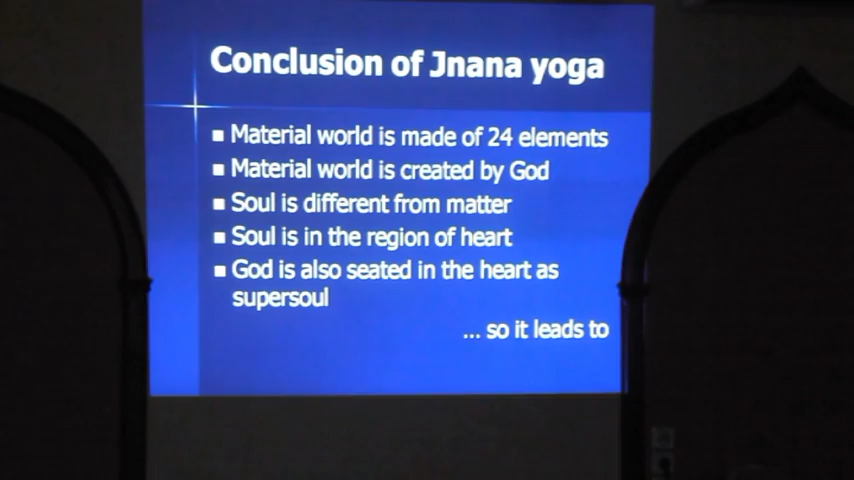 Conclusion of Jnana yoga
■ Material world is made of 24 elements
■ Material world is created by God
■ Soul is different from matter
■ Soul is in the region of heart
■ God is also seated in the heart as
supersoul
... so it leads to